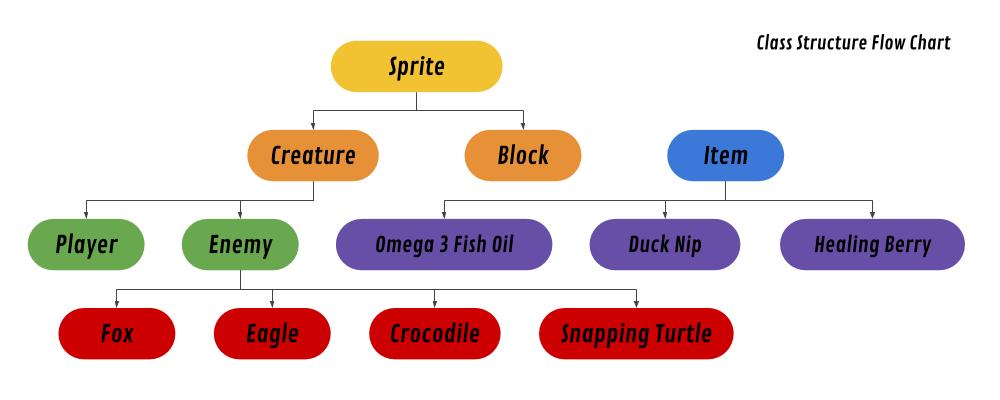 Class Structure Flow Chart
Sprite
Creature
Block
Item
Player
Enemy
Omega 3 Fish Oil
Duck Nip
Healing Berry
Fox
Eagle
Crocodile
Snapping Turtle